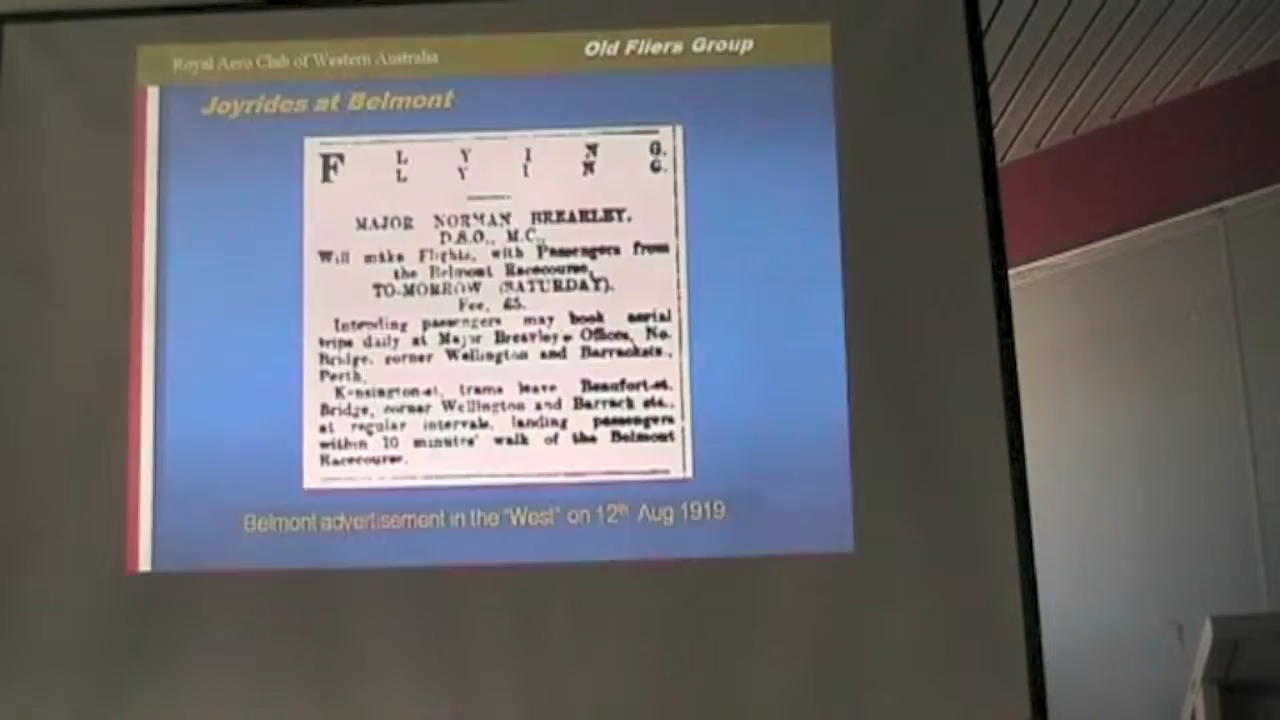 Royal Aero Club of Western Australia
Old Fliers Group
Joyrides at Belmont
F L Y I N G.
L Y I N G.
MAJOR NORMAN BREARLEY,
D.S.O., M.C.,
Will make Flights, with Passengers from
the Belmont Racecourse,
TO-MORROW (SATURDAY).
Fee, £5.
Intending passengers may book aerial
trips daily at Major Brearley's Offices, No.
Bridge, corner Wellington and Barrack-sts.,
Perth.
Kensington-st. trams leave Beaufort-st.
Bridge, corner Wellington and Barrack sts.,
at regular intervals, landing passengers
within 10 minutes' walk of the Belmont
Racecourse.
Belmont advertisement in the "West" on 12th Aug 1919.